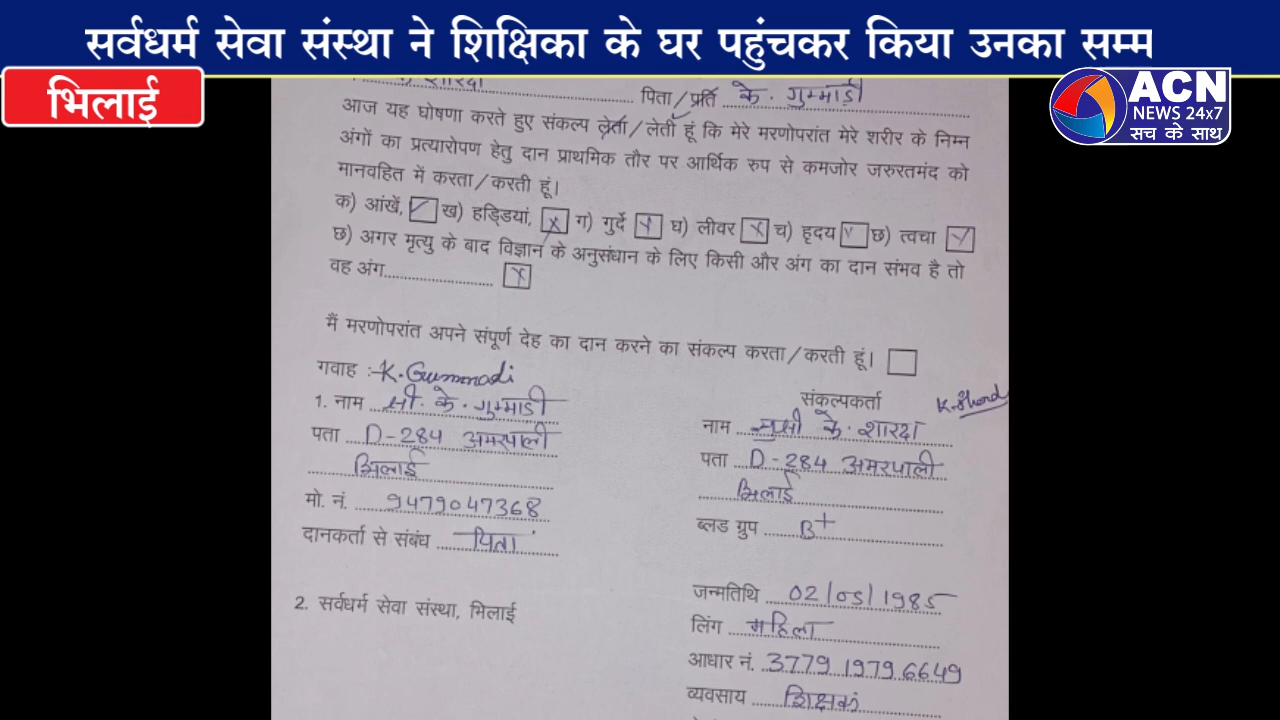 सर्वधर्म सेवा संस्था ने शिक्षिका के घर पहुंचकर किया उनका सम्म
भिलाई
ACN
NEWS 24x7
सच के साथ
के शारदा पिता/प्रति के. गुम्माडी
आज यह घोषणा करते हुए संकल्प लेता/लेती हूं कि मेरे मरणोपरांत मेरे शरीर के निम्न
अंगों का प्रत्यारोपण हेतु दान प्राथमिक तौर पर आर्थिक रुप से कमजोर जरुरतमंद को
मानवहित में करता/करती हूं।
क) आंखें, ख) हड्डियां, ग) गुर्दे घ) लीवर च) हृदय छ) त्वचा
छ) अगर मृत्यु के बाद विज्ञान के अनुसंधान के लिए किसी और अंग का दान संभव है तो
वह अंग
मैं मरणोपरांत अपने संपूर्ण देह का दान करने का संकल्प करता/करती हूं।
गवाह :- K. Gummadi
1. नाम सी. के. गुम्माडी
पता D-284 अमरपाली
भिलाई
मो. नं. 9479047368
दानकर्ता से संबंध पिता
2. सर्वधर्म सेवा संस्था, भिलाई
संकल्पकर्ता
नाम सुश्री के. शारदा
पता D-284 अमरपाली
भिलाई
ब्लड ग्रुप B+
जन्मतिथि 02/05/1985
लिंग महिला
आधार नं. 3779 1979 6649
व्यवसाय शिक्षक